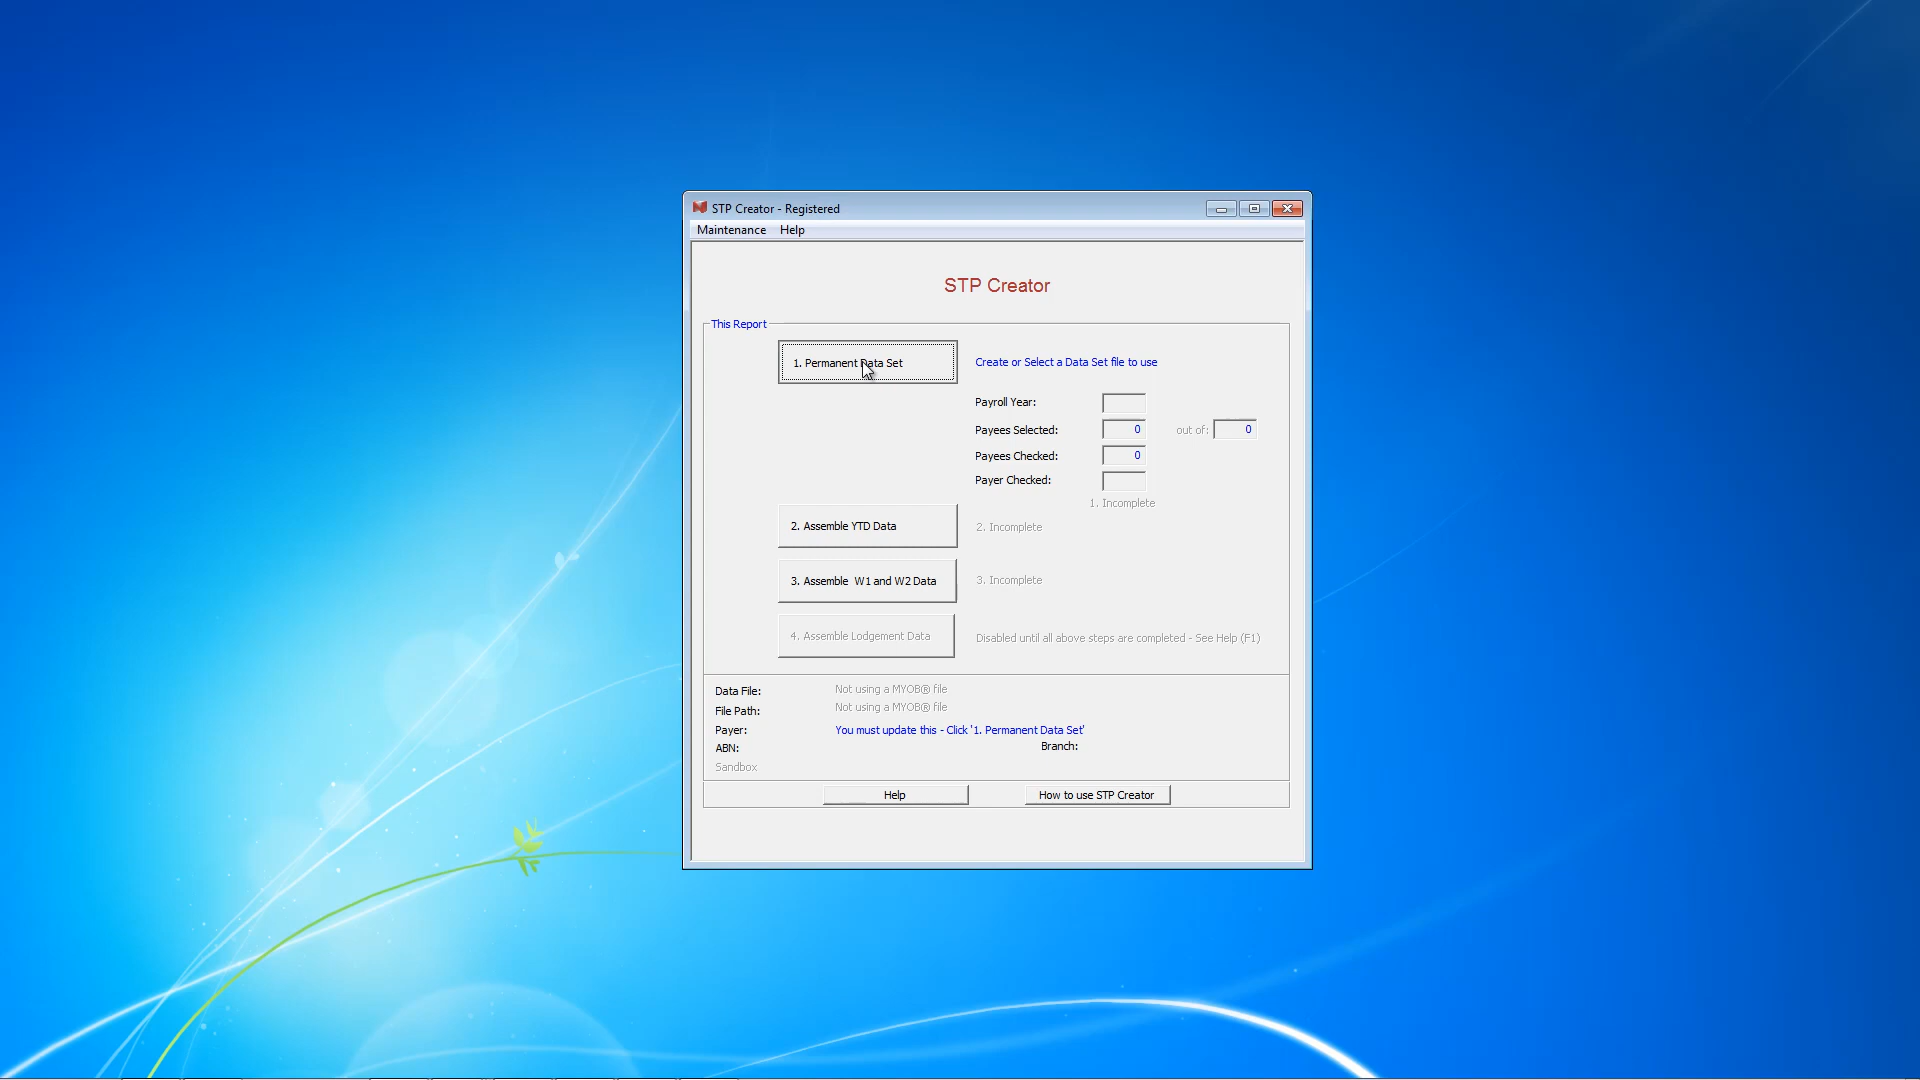 STP Creator - Registered
Maintenance Help
STP Creator
This Report
1. Permanent Data Set
Create or Select a Data Set file to use
Payroll Year:
Payees Selected: 0 out of: 0
Payees Checked: 0
Payer Checked:
1. Incomplete
2. Assemble YTD Data
2. Incomplete
3. Assemble W1 and W2 Data
3. Incomplete
4. Assemble Lodgement Data
Disabled until all above steps are completed - See Help (F1)
Data File: Not using a MYOB® file
File Path: Not using a MYOB® file
Payer: You must update this - Click '1. Permanent Data Set'
ABN: Branch:
Sandbox
Help
How to use STP Creator